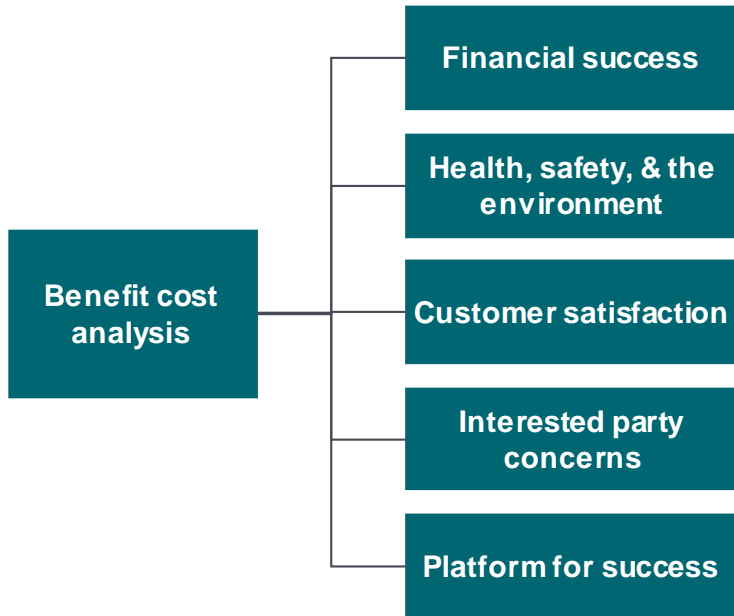 Financial success
Health, safety, & the
environment
Benefit cost
analysis
Customer satisfaction
Interested party
concerns
Platform for success